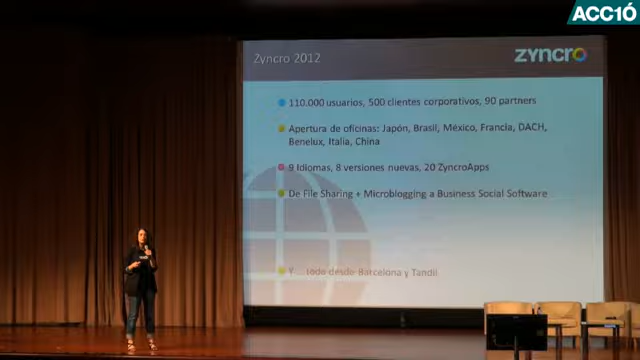 ACC1Ó
Zyncro 2012
zyncro
110.000 usuarios, 500 clientes corporativos, 90 partners
Apertura de oficinas: Japón, Brasil, México, Francia, DACH,
Benelux, Italia, China
9 Idiomas, 8 versiones nuevas, 20 ZyncroApps
De File Sharing + Microblogging a Business Social Software
Y... todo desde Barcelona y Tandil